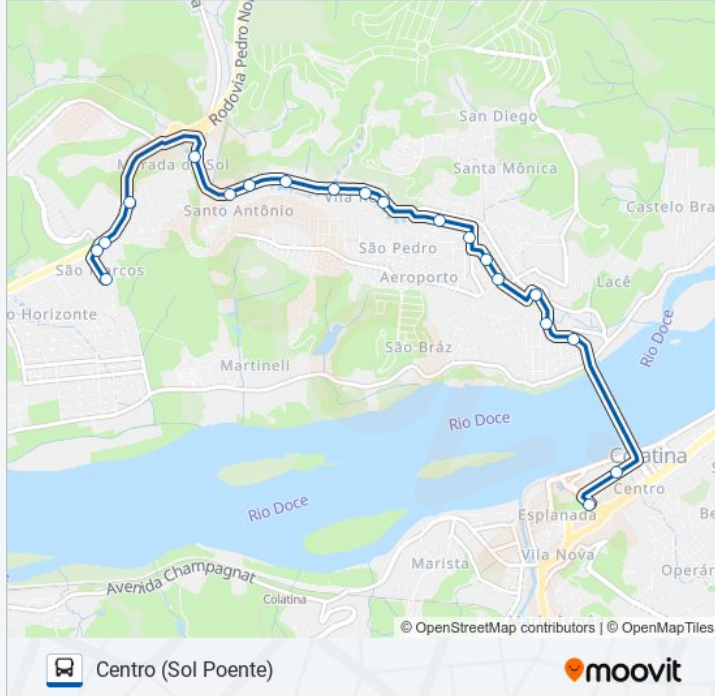 Rodovia Pedro No
San Diego
Santa Mônica
Morada do Sol
Castelo Bra
Santo Antônio
São Pedro
São Marcos
Aeroporto
Lacê
o Horizonte
Rio Doce
São Bráz
Martineli
Rio Doce
Colatina
Centro
Rio Doce
Esplanada
Be
Vila Nova
Marista
Operár
Avenida Champagnat
Colatina
© OpenStreetMap contributors | © OpenMapTiles
Centro (Sol Poente)
moovit